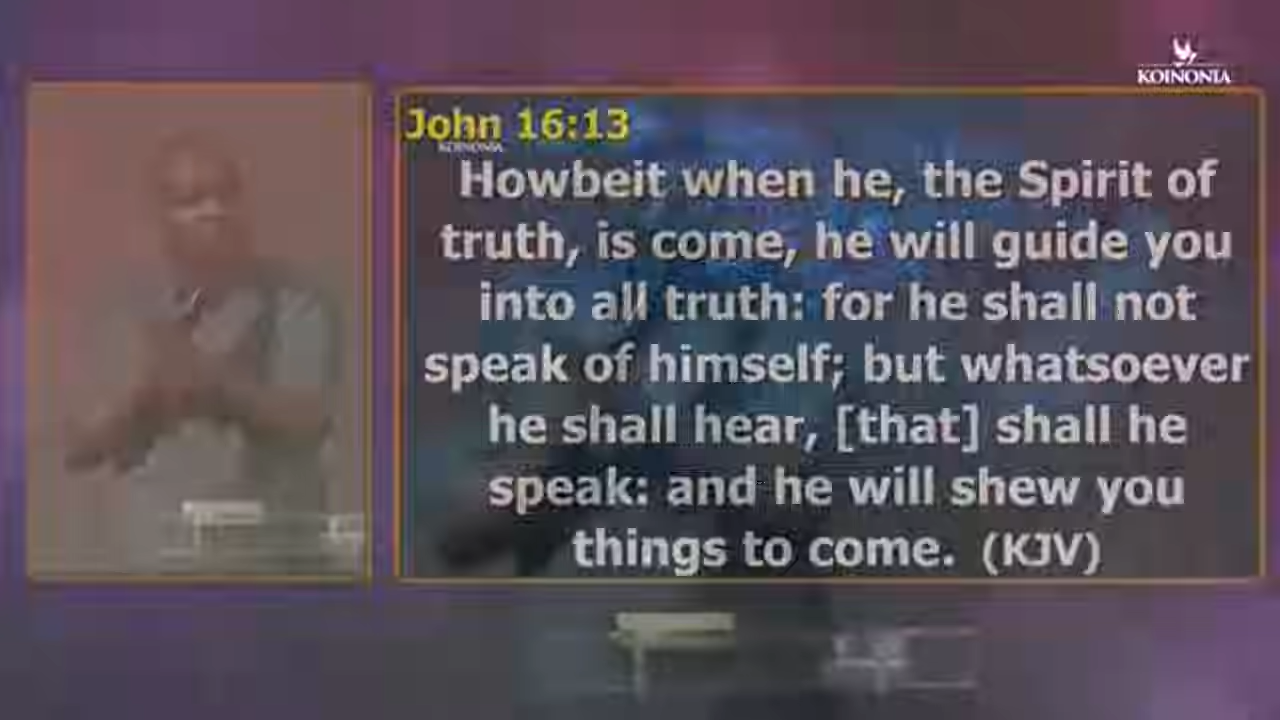 KOINONIA
John 16:13
KOINONIA
Howbeit when he, the Spirit of
truth, is come, he will guide you
into all truth: for he shall not
speak of himself; but whatsoever
he shall hear, [that] shall he
speak: and he will shew you
things to come. (KJV)